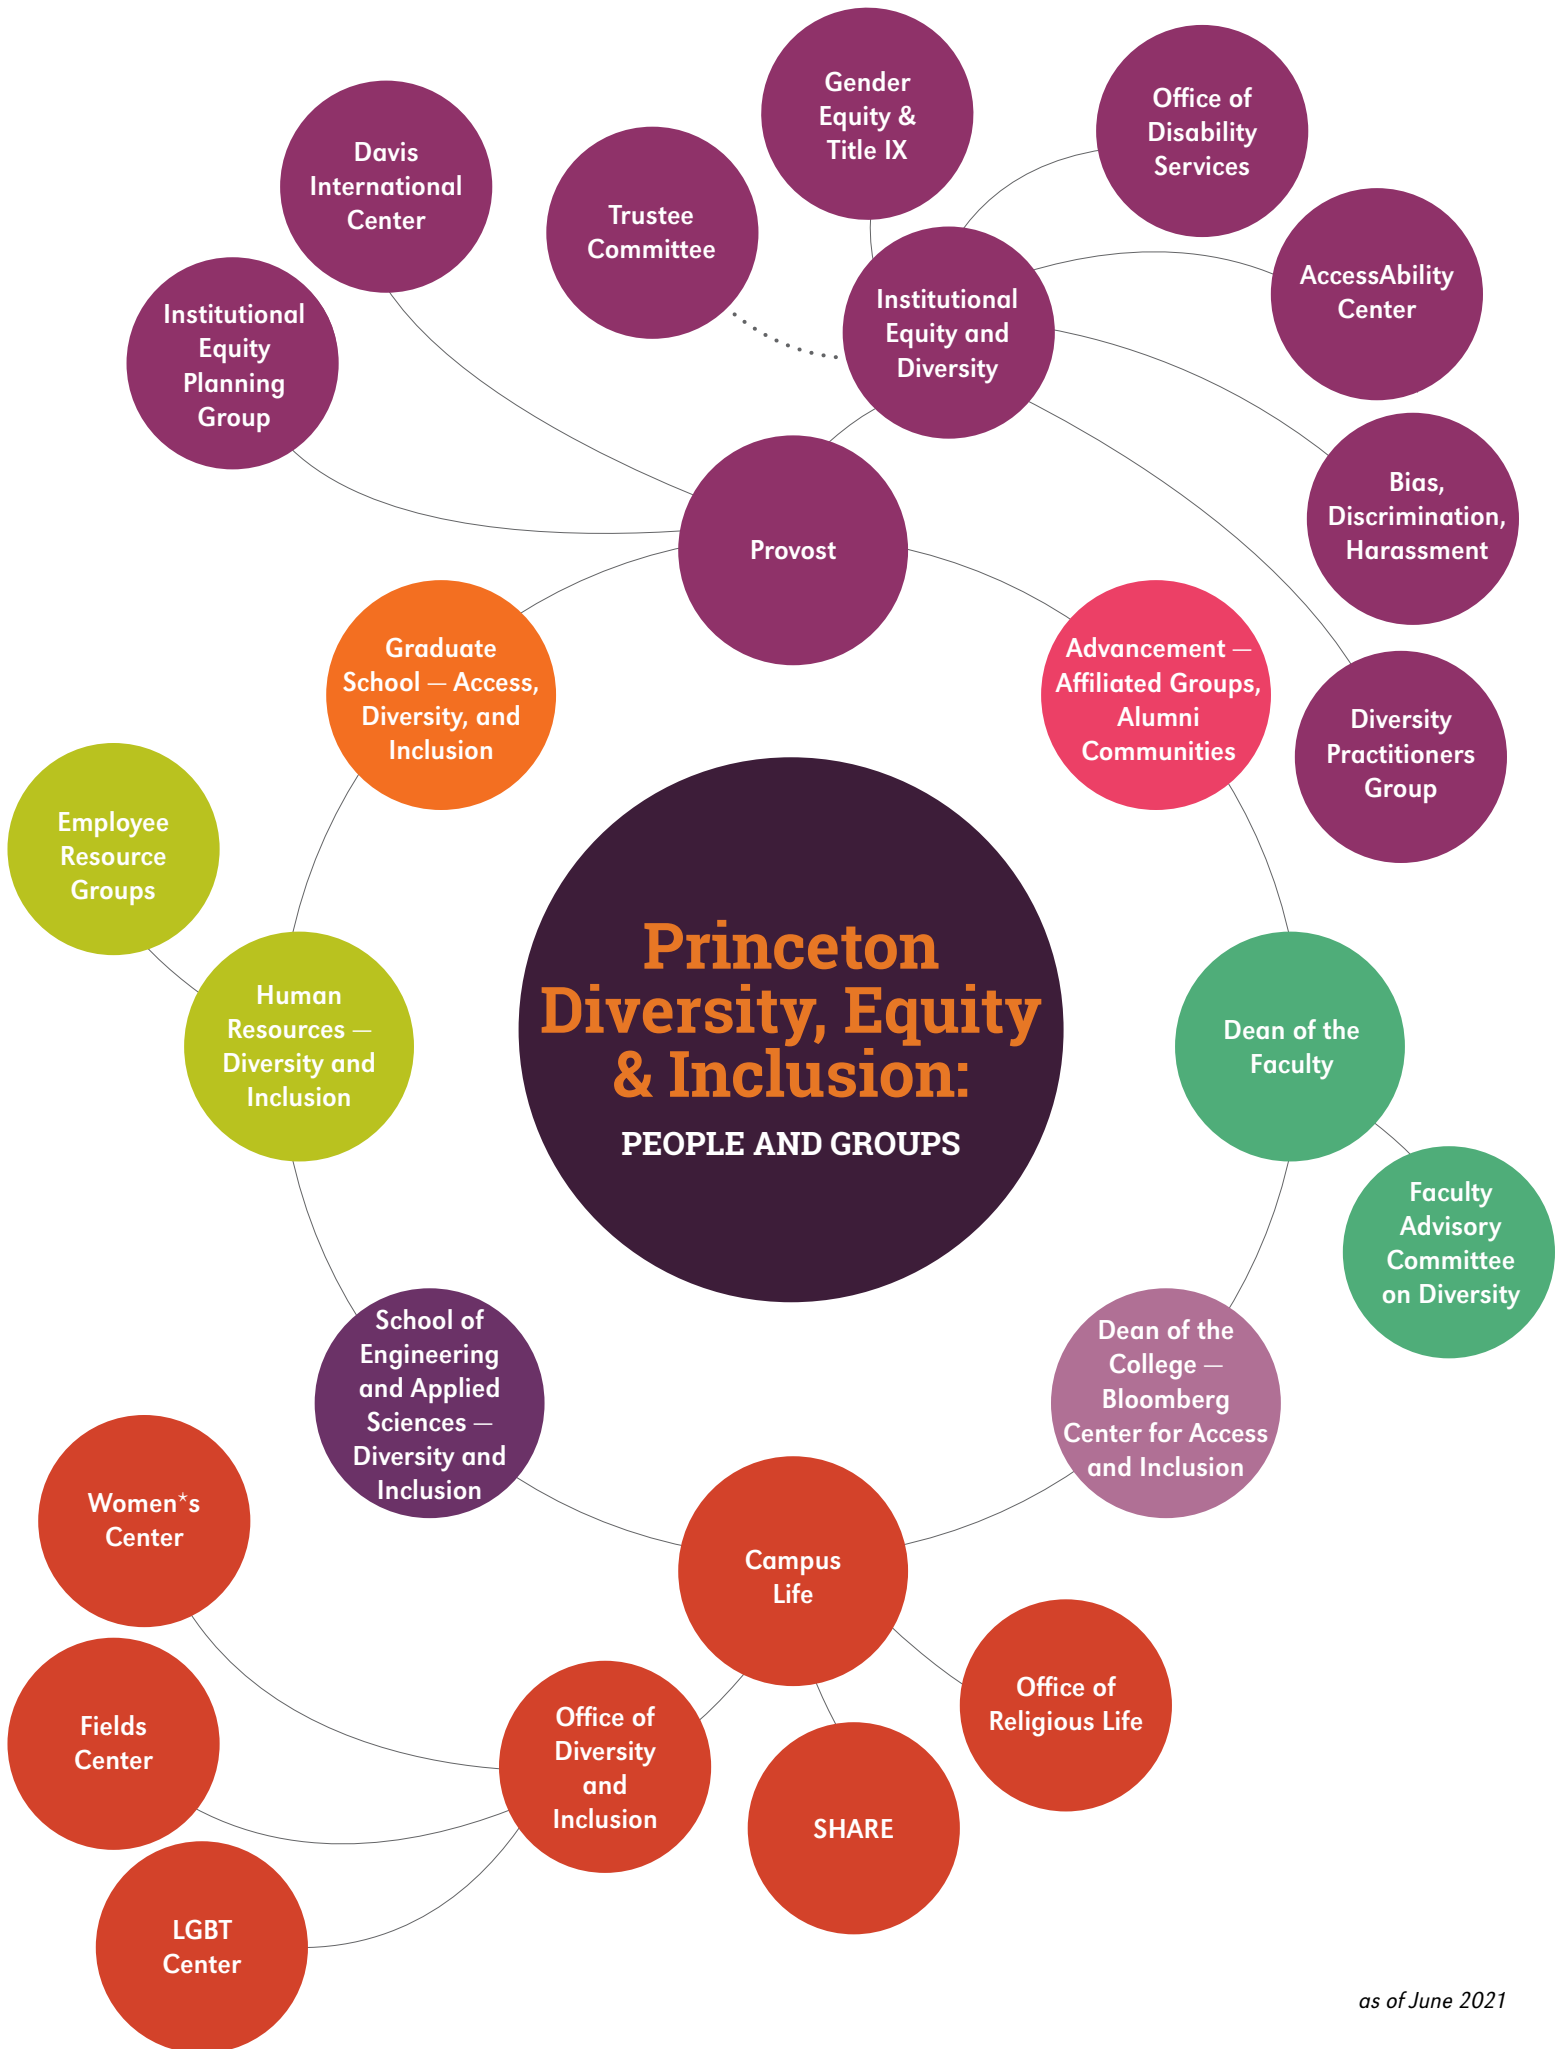 Gender
Equity &
Title IX
Office of
Disability
Services
Davis
International
Center
Trustee
Committee
AccessAbility
Center
Institutional
Equity and
Diversity
Institutional
Equity
Planning
Group
Bias,
Discrimination,
Harassment
Provost
Graduate
School — Access,
Diversity, and
Inclusion
Advancement —
Affiliated Groups,
Alumni
Communities
Diversity
Practitioners
Group
Employee
Resource
Groups
Princeton
Diversity, Equity
& Inclusion:
PEOPLE AND GROUPS
Human
Resources —
Diversity and
Inclusion
Dean of the
Faculty
Faculty
Advisory
Committee
on Diversity
School of
Engineering
and Applied
Sciences —
Diversity and
Inclusion
Dean of the
College —
Bloomberg
Center for Access
and Inclusion
Women*s
Center
Campus
Life
Office of
Religious Life
Fields
Center
Office of
Diversity
and
Inclusion
SHARE
LGBT
Center
as of June 2021